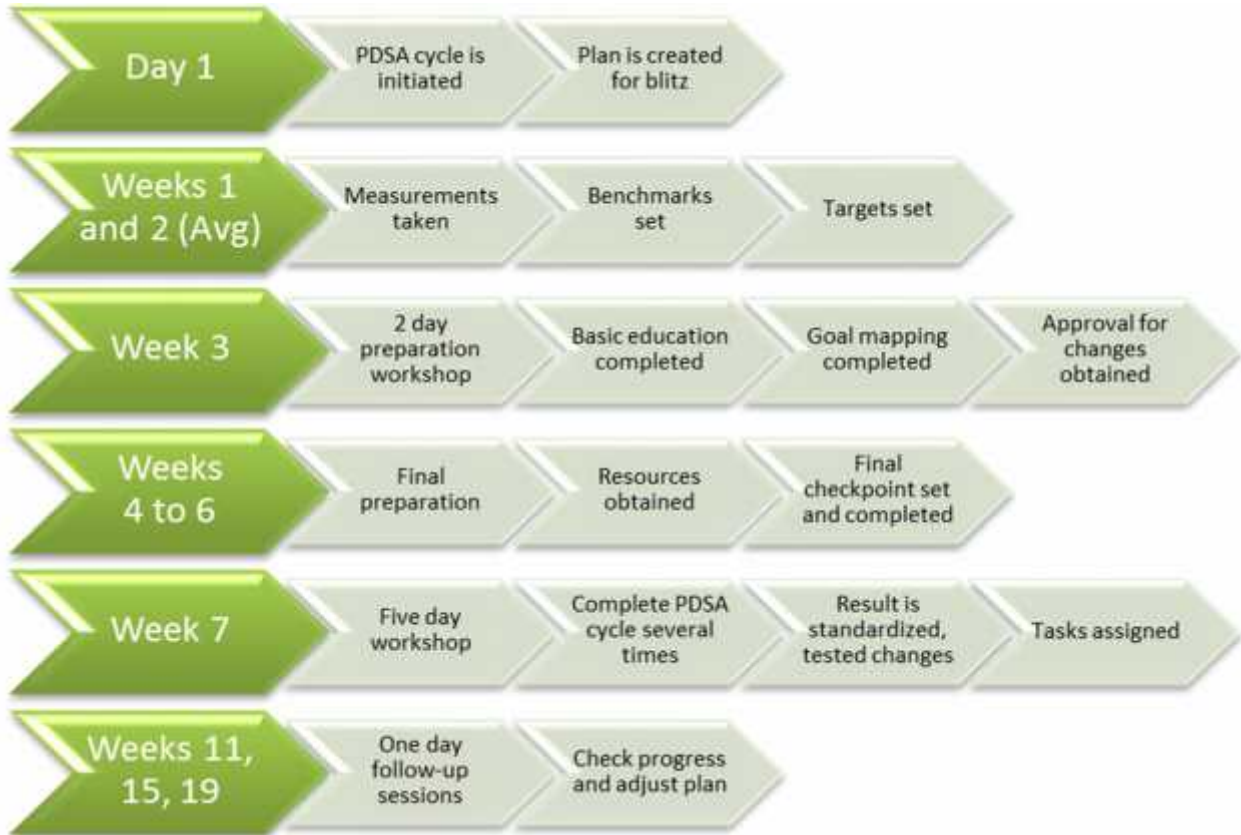 Day 1
PDSA cycle is
initiated
Plan is created
for blitz
Weeks 1
and 2 (Avg)
Measurements
taken
Benchmarks
set
Targets set
Week 3
2 day
preparation
workshop
Basic education
completed
Goal mapping
completed
Approval for
changes
obtained
Weeks
4 to 6
Final
preparation
Resources
obtained
Final
checkpoint set
and completed
Week 7
Five day
workshop
Complete PDSA
cycle several
times
Result is
standardized,
tested changes
Tasks assigned
Weeks 11,
15, 19
One day
follow-up
sessions
Check progress
and adjust plan